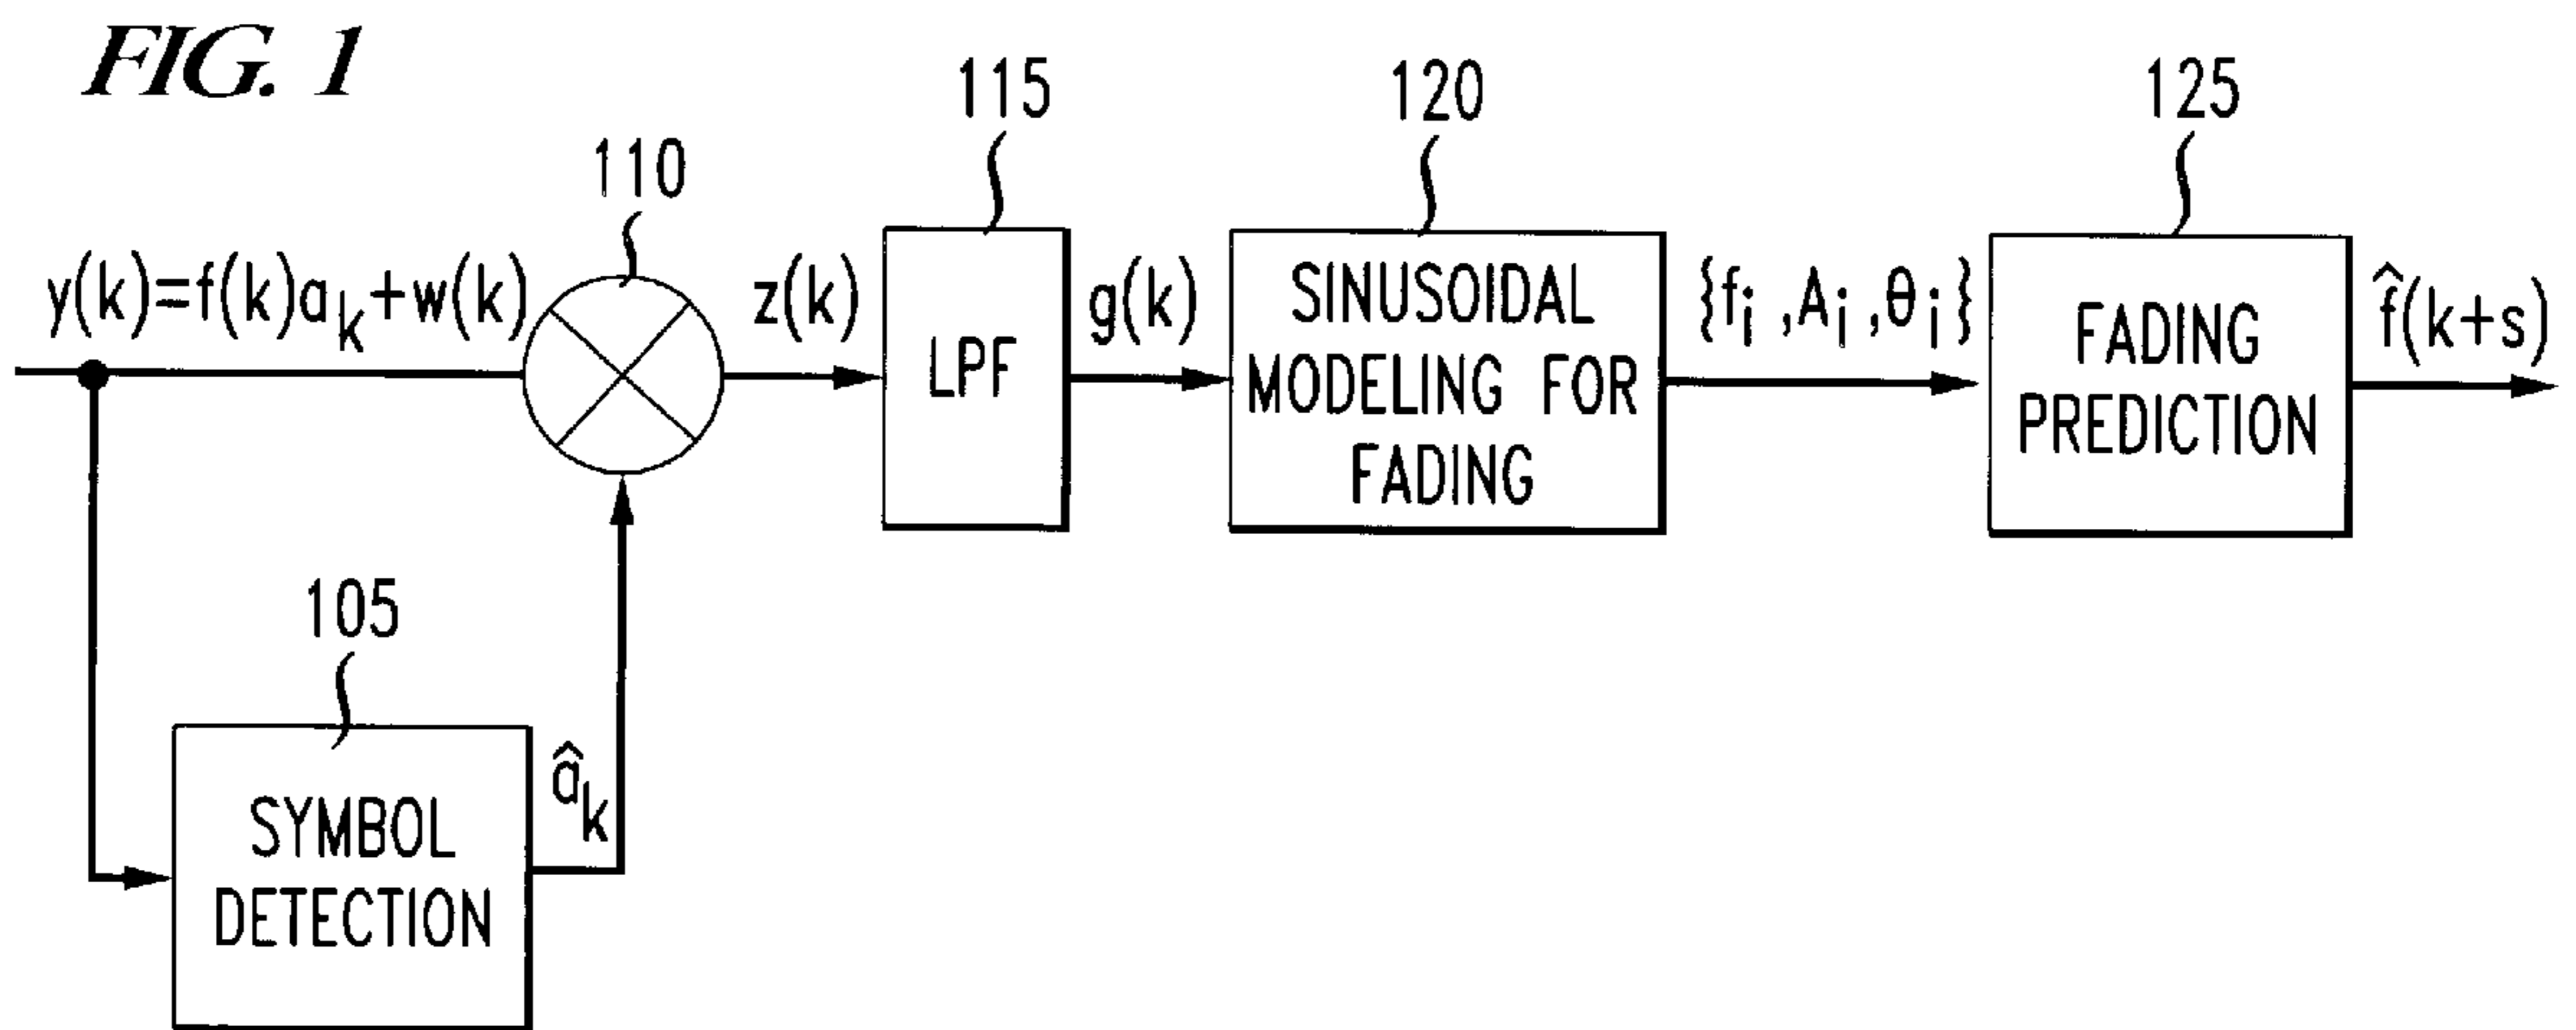 FIG. 1
115
120
125
110
y(k)=f(k)a_k+w(k)
z(k)
LPF
g(k)
SINUSOIDAL
MODELING FOR
FADING
{f_i ,A_i ,θ_i}
FADING
PREDICTION
f̂(k+s)
105
SYMBOL
DETECTION
â_k